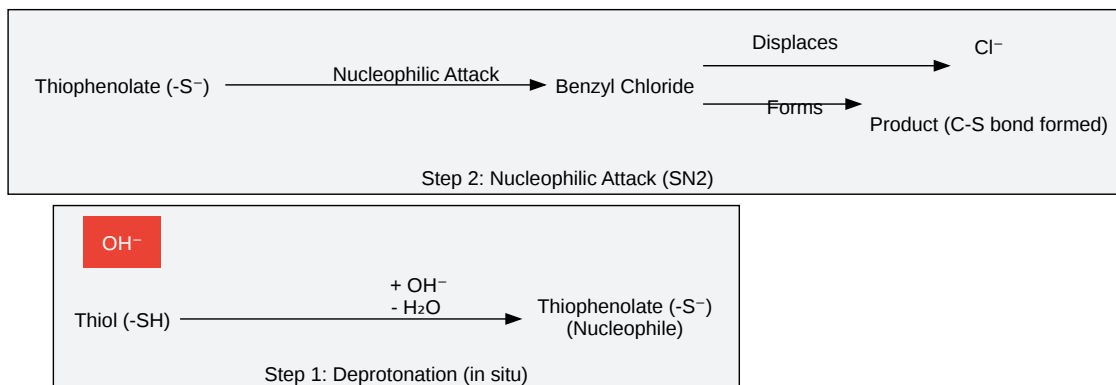 Displaces
Cl⁻
Thiophenolate (-S⁻)
Nucleophilic Attack
Benzyl Chloride
Forms
Product (C-S bond formed)
Step 2: Nucleophilic Attack (SN2)
OH⁻
+ OH⁻
- H₂O
Thiol (-SH)
Thiophenolate (-S⁻)
(Nucleophile)
Step 1: Deprotonation (in situ)